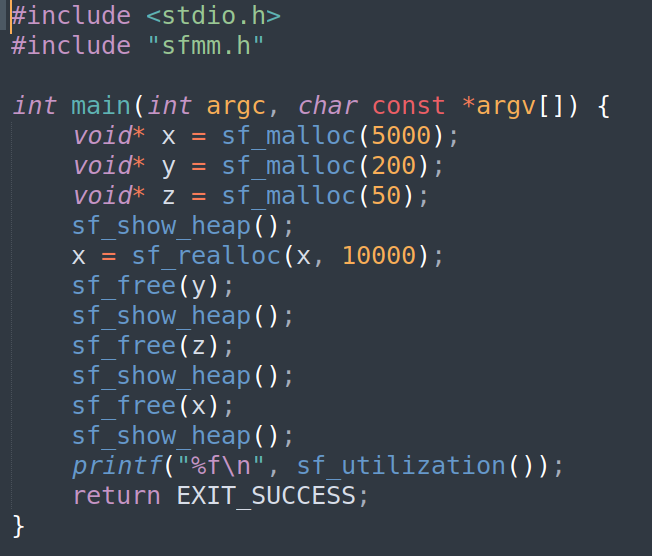 #include <stdio.h>
#include "sfmm.h"

int main(int argc, char const *argv[]) {
    void* x = sf_malloc(5000);
    void* y = sf_malloc(200);
    void* z = sf_malloc(50);
    sf_show_heap();
    x = sf_realloc(x, 10000);
    sf_free(y);
    sf_show_heap();
    sf_free(z);
    sf_show_heap();
    sf_free(x);
    sf_show_heap();
    printf("%f\n", sf_utilization());
    return EXIT_SUCCESS;
}